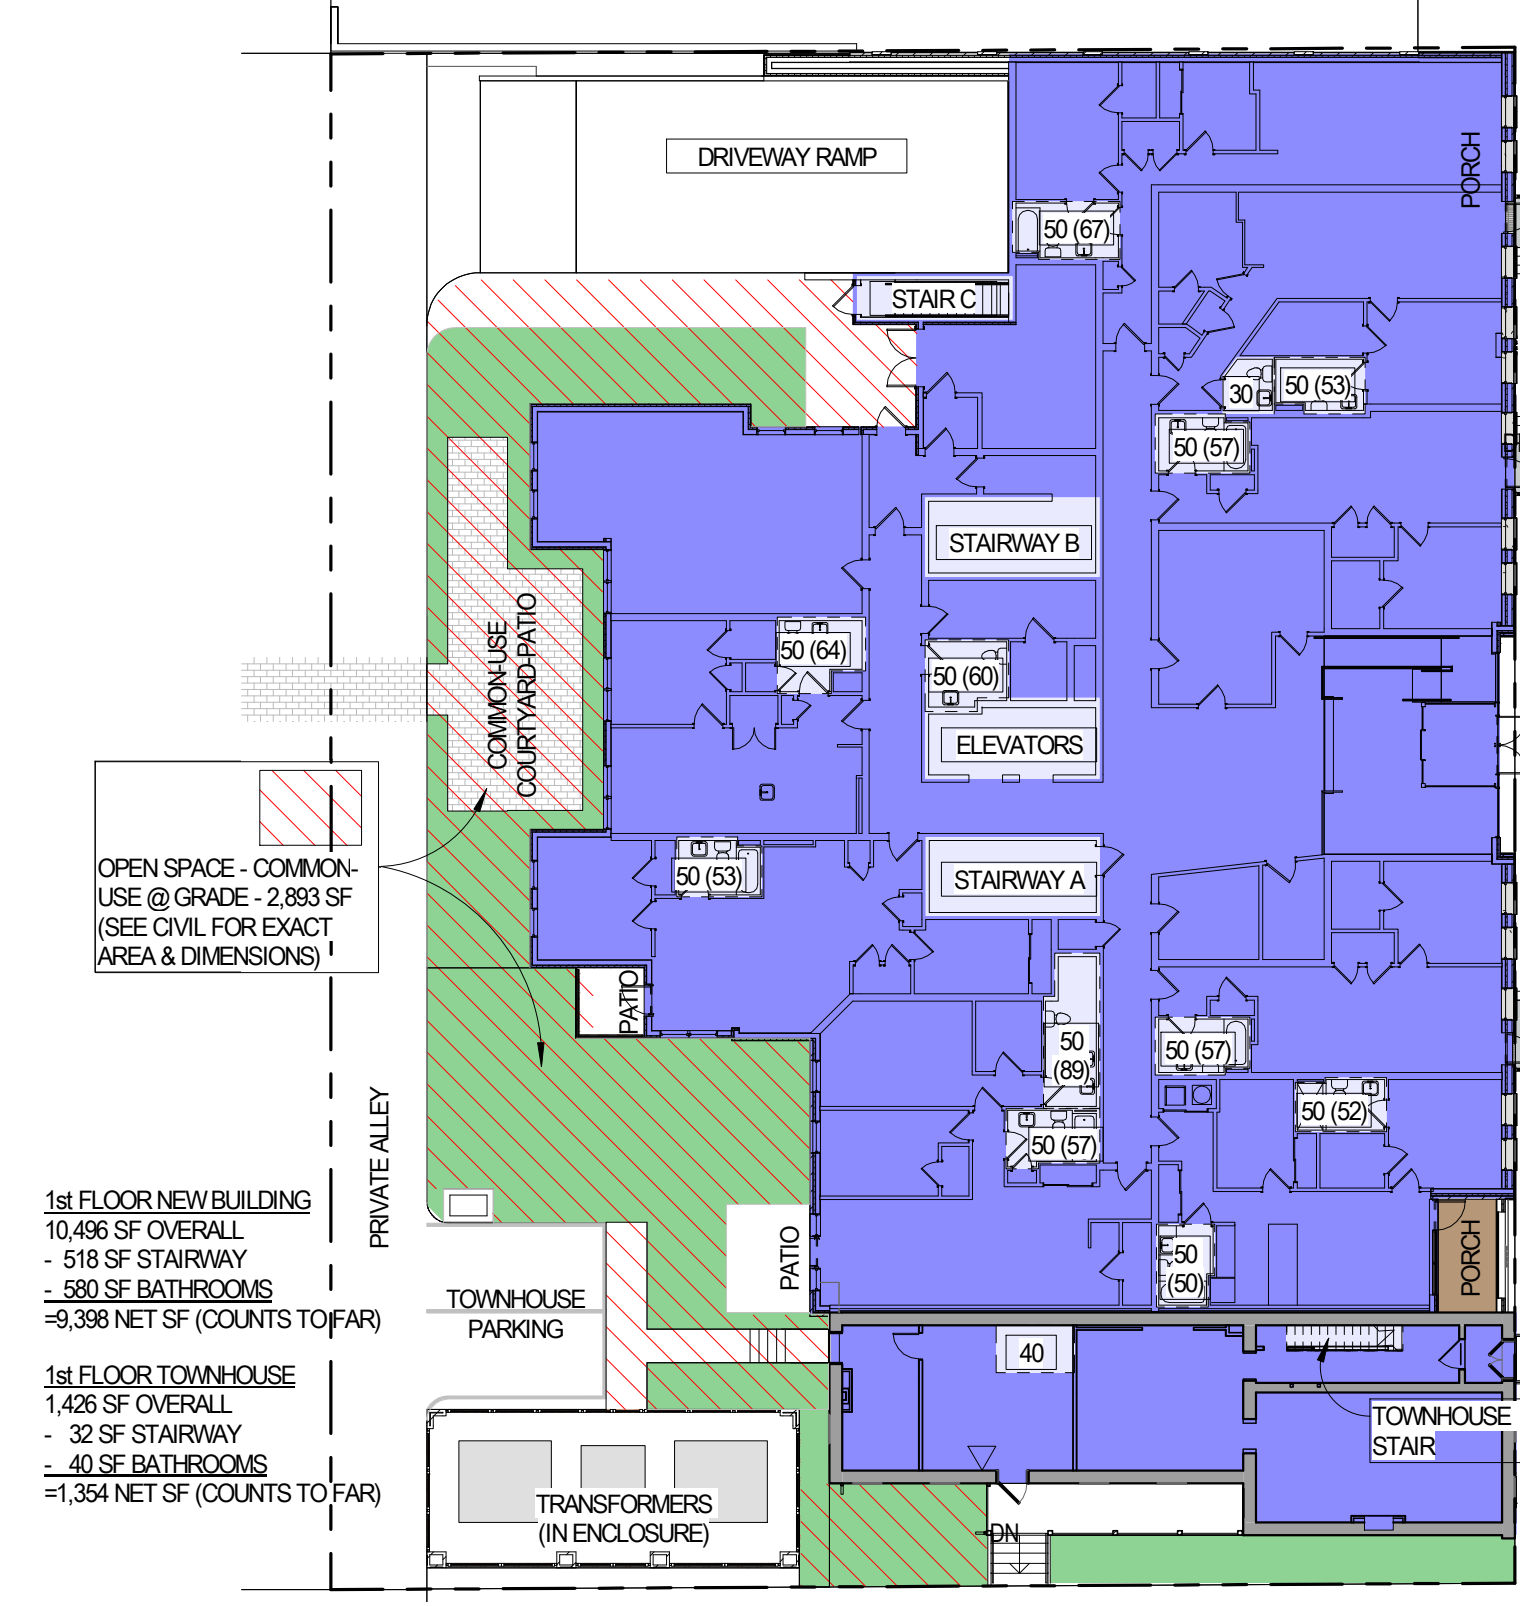 DRIVEWAY RAMP
PORCH
50 (67)
STAIR C
30
50 (53)
50 (57)
STAIRWAY B
COMMON-USE
COURTYARD-PATIO
50 (64)
50 (60)
ELEVATORS
OPEN SPACE - COMMON-
USE @ GRADE - 2,893 SF
(SEE CIVIL FOR EXACT
AREA & DIMENSIONS)
50 (53)
STAIRWAY A
PATIO
50
(89)
50 (57)
50 (52)
50 (57)
PRIVATE ALLEY
1st FLOOR NEW BUILDING
10,496 SF OVERALL
- 518 SF STAIRWAY
- 580 SF BATHROOMS
=9,398 NET SF (COUNTS TO FAR)
PATIO
50
(50)
PORCH
TOWNHOUSE
PARKING
40
1st FLOOR TOWNHOUSE
1,426 SF OVERALL
- 32 SF STAIRWAY
- 40 SF BATHROOMS
=1,354 NET SF (COUNTS TO FAR)
TOWNHOUSE
STAIR
TRANSFORMERS
(IN ENCLOSURE)
DN